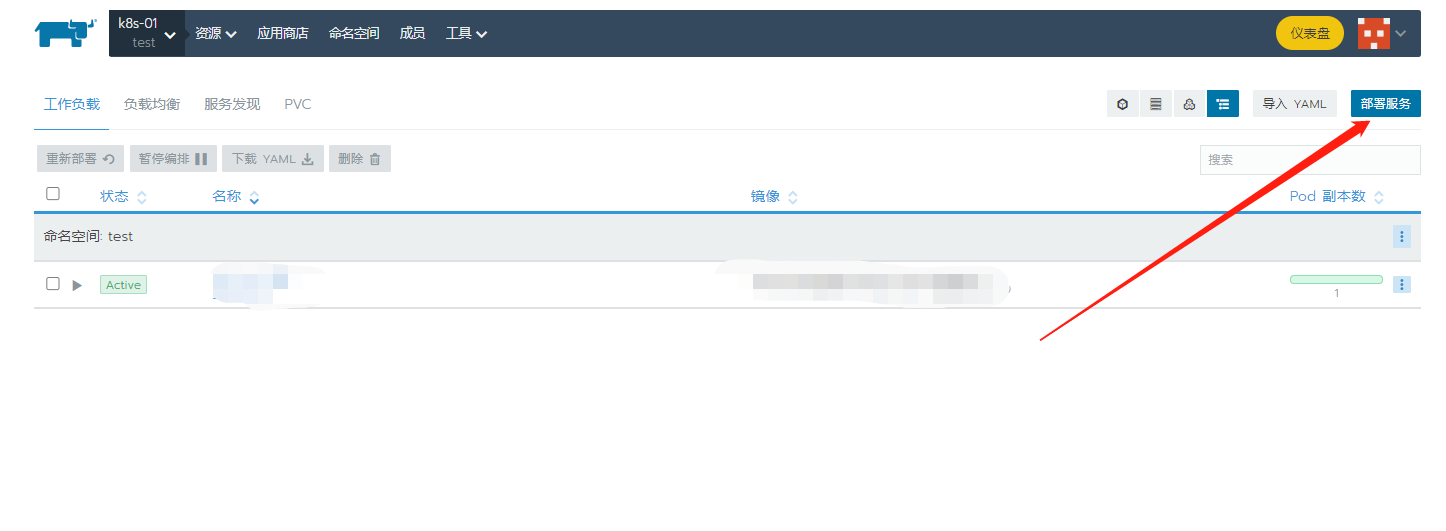 k8s-01
test
资源 应用商店 命名空间 成员 工具 仪表盘
工作负载 负载均衡 服务发现 PVC 导入 YAML 部署服务
重新部署 暂停编排 下载 YAML 删除 搜索
状态 名称 镜像 Pod 副本数
命名空间: test
Active
1